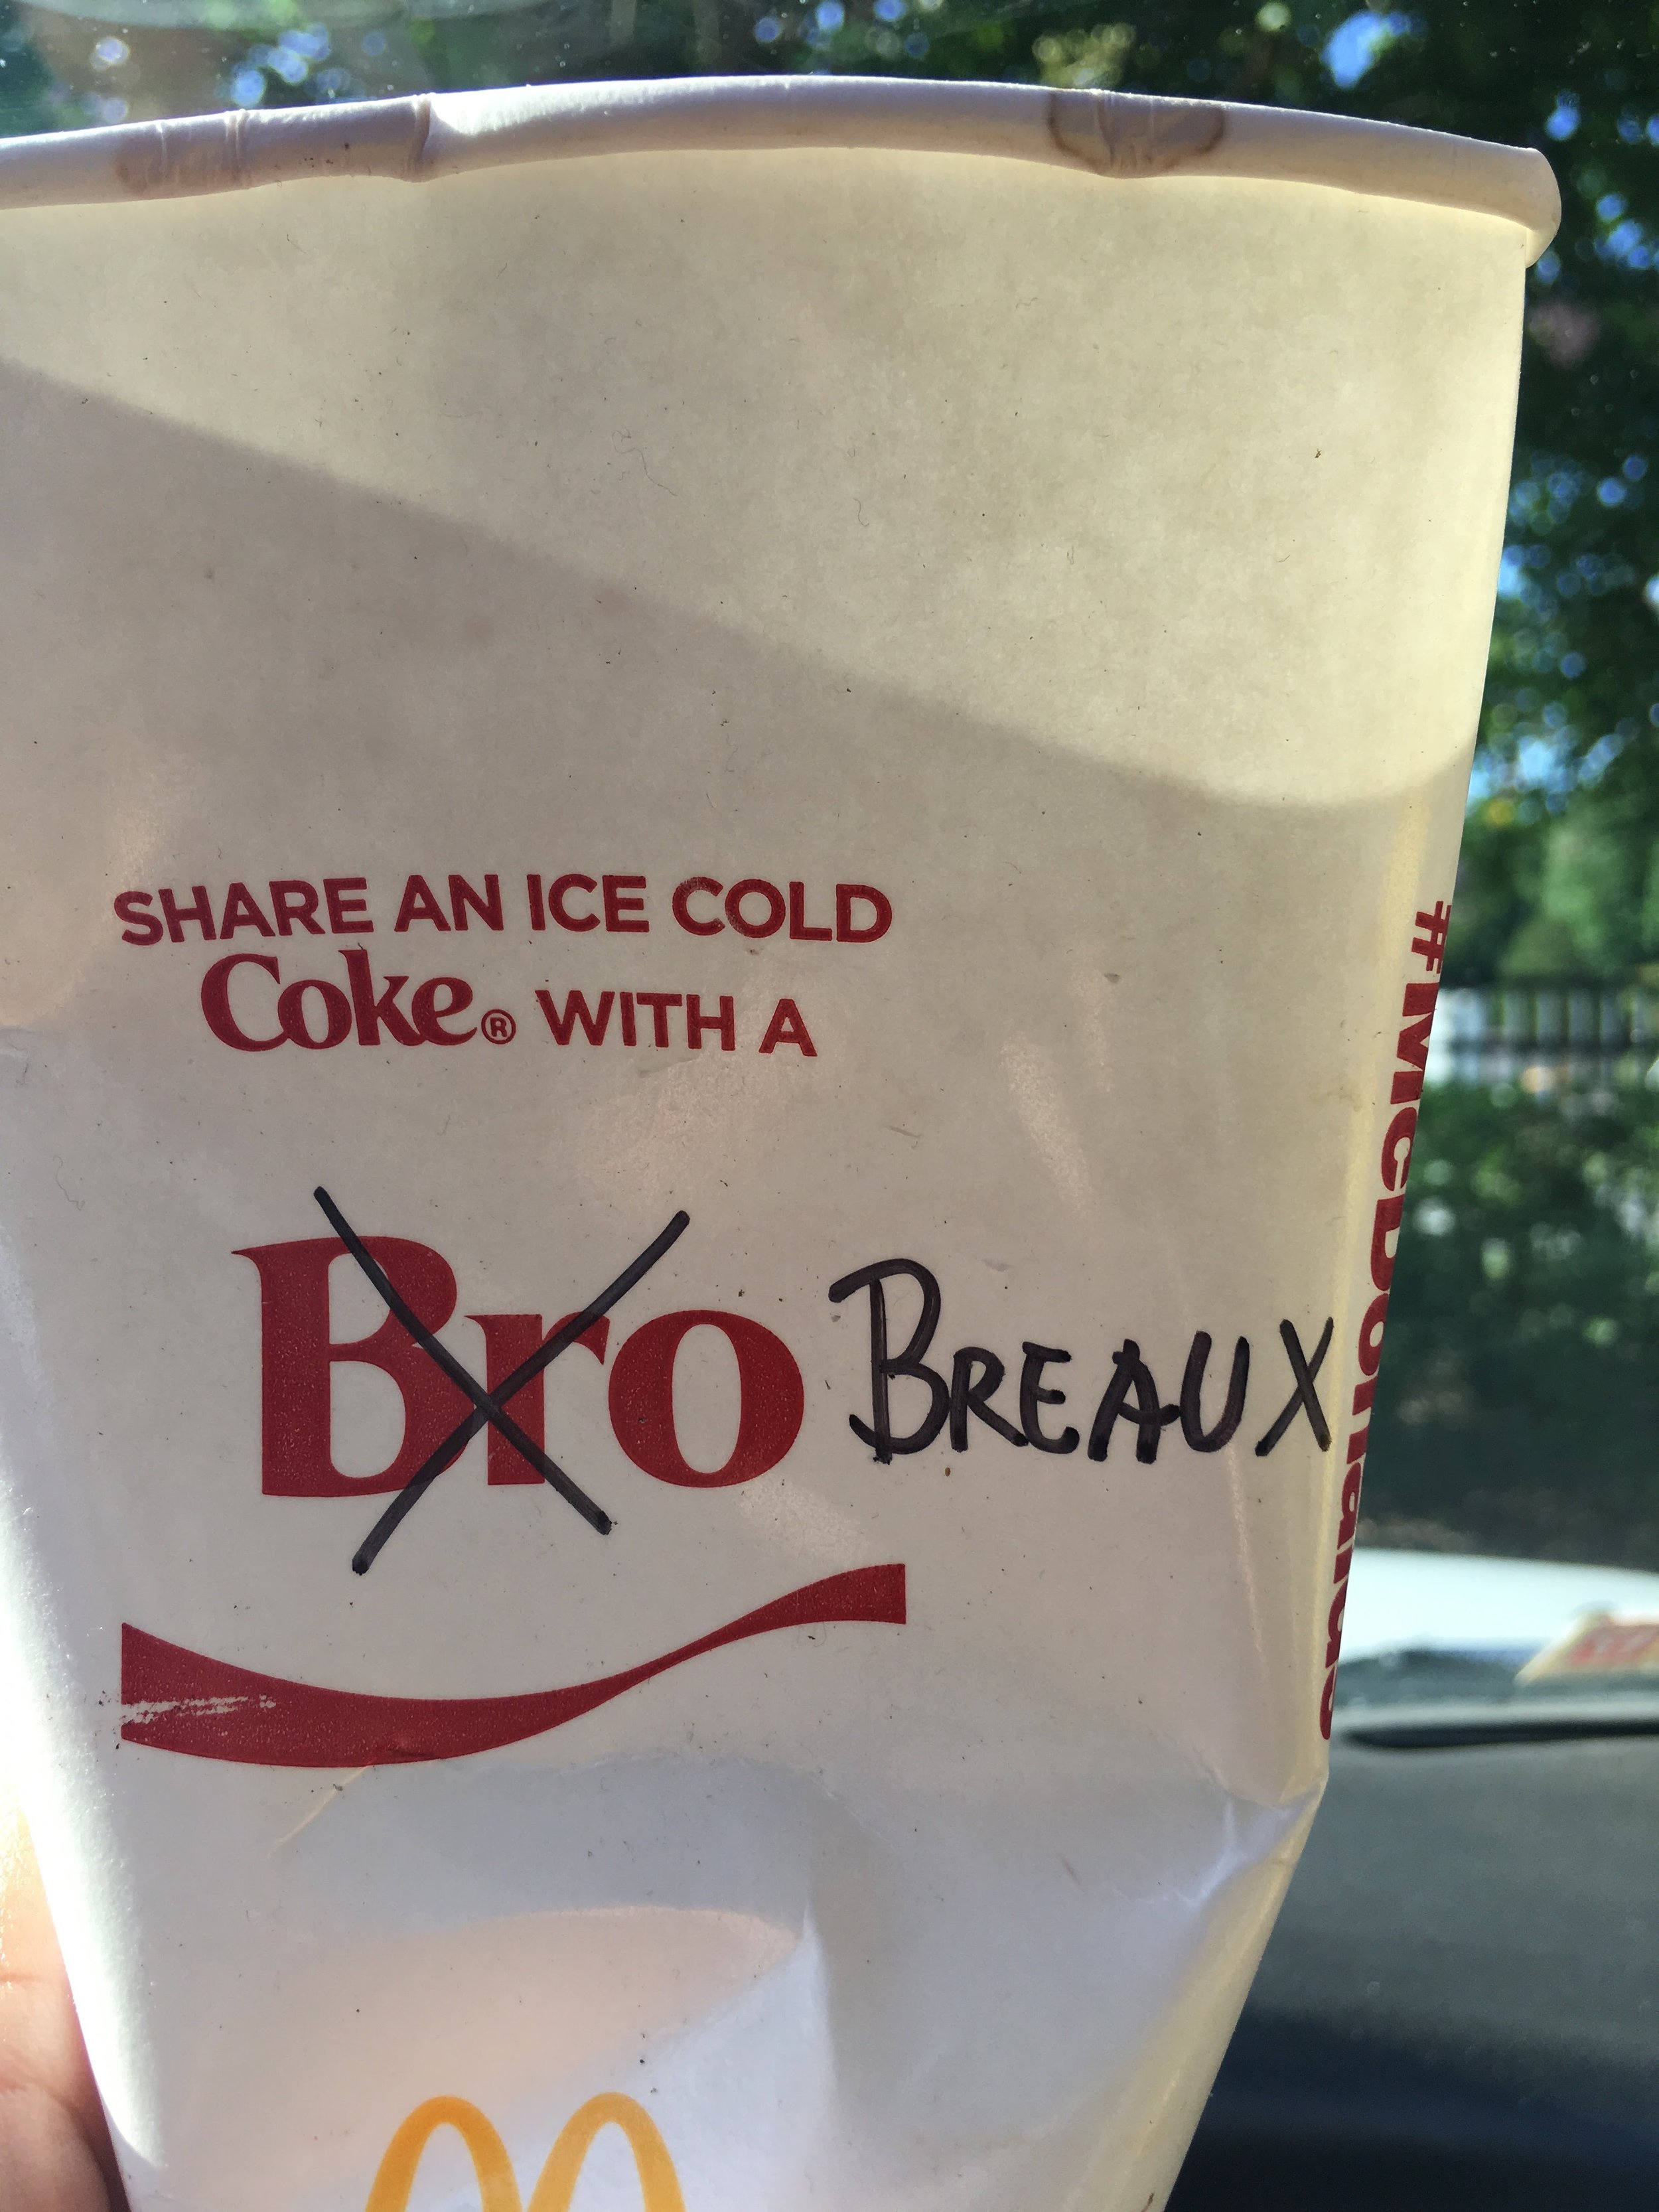 SHARE AN ICE COLD
Coke® WITH A
Bro BREAUX
#McDonalds